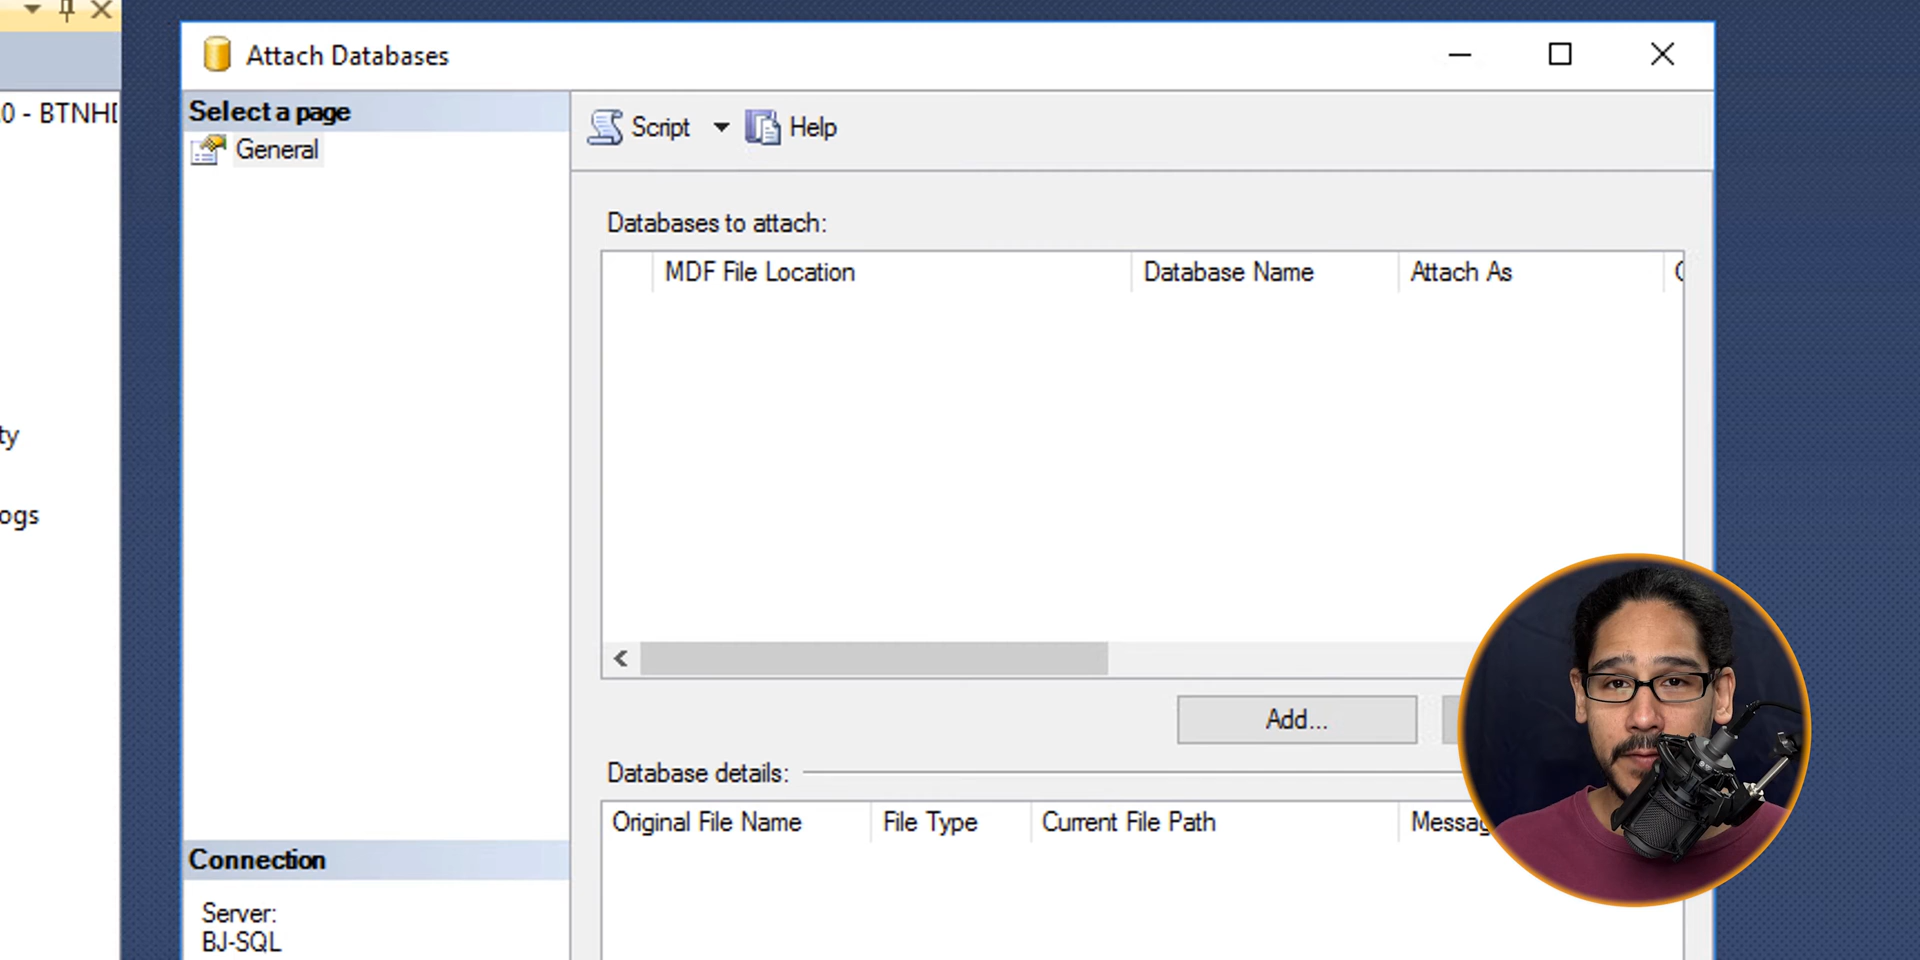 Attach Databases
0 - BTNHD
Select a page
General
Script
Help
Databases to attach:
MDF File Location
Database Name
Attach As
ty
ogs
Add...
Database details:
Original File Name
File Type
Current File Path
Messag
Connection
Server:
BJ-SQL